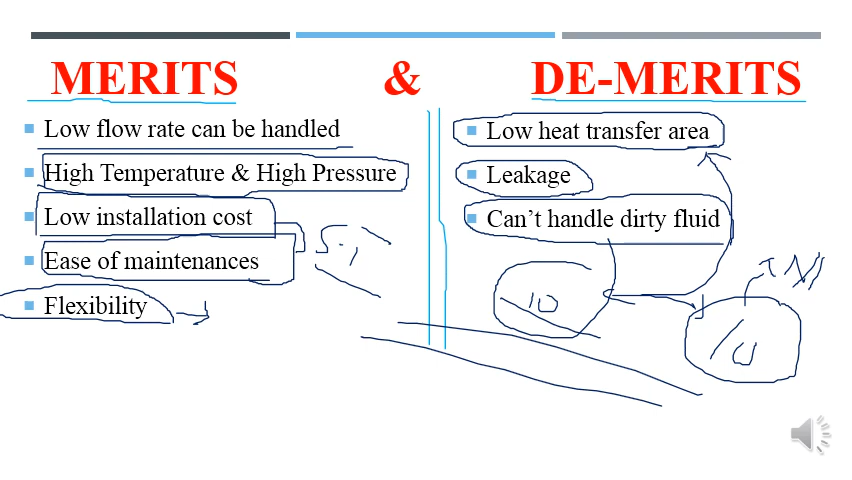 MERITS & DE-MERITS
Low flow rate can be handled
High Temperature & High Pressure
Low installation cost
Ease of maintenances
Flexibility
Low heat transfer area
Leakage
Can't handle dirty fluid
10